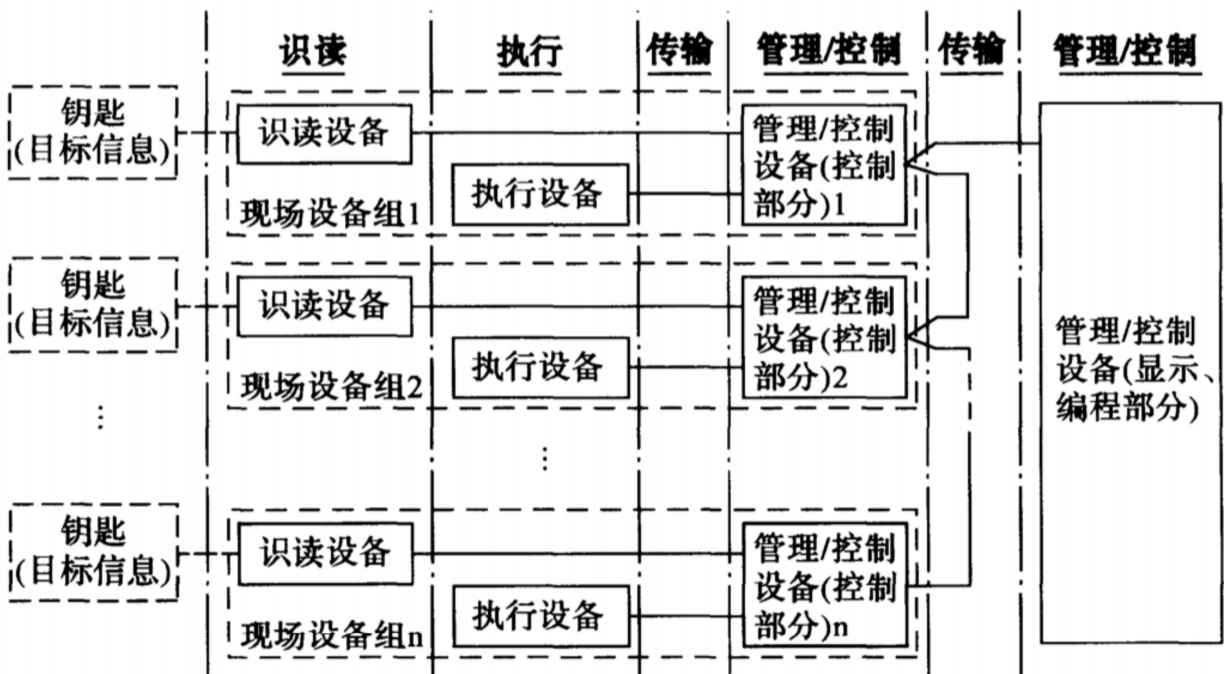 识读
执行
传输
管理/控制
传输
管理/控制
钥匙
(目标信息)
识读设备
执行设备
现场设备组1
管理/控制
设备(控制
部分)1
钥匙
(目标信息)
识读设备
执行设备
现场设备组2
管理/控制
设备(控制
部分)2
⋮
⋮
钥匙
(目标信息)
识读设备
执行设备
现场设备组n
管理/控制
设备(控制
部分)n
管理/控制
设备(显示、
编程部分)